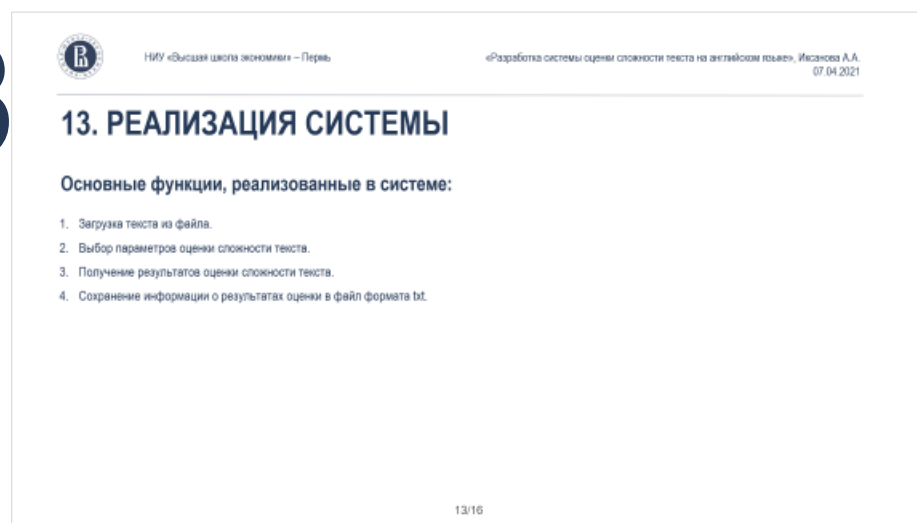 НИУ «Высшая школа экономики» – Пермь
«Разработка системы оценки сложности текста на английском языке», Иксанова А.А.
07.04.2021
13. РЕАЛИЗАЦИЯ СИСТЕМЫ
Основные функции, реализованные в системе:
1. Загрузка текста из файла.
2. Выбор параметров оценки сложности текста.
3. Получение результатов оценки сложности текста.
4. Сохранение информации о результатах оценки в файл формата txt.
13/16